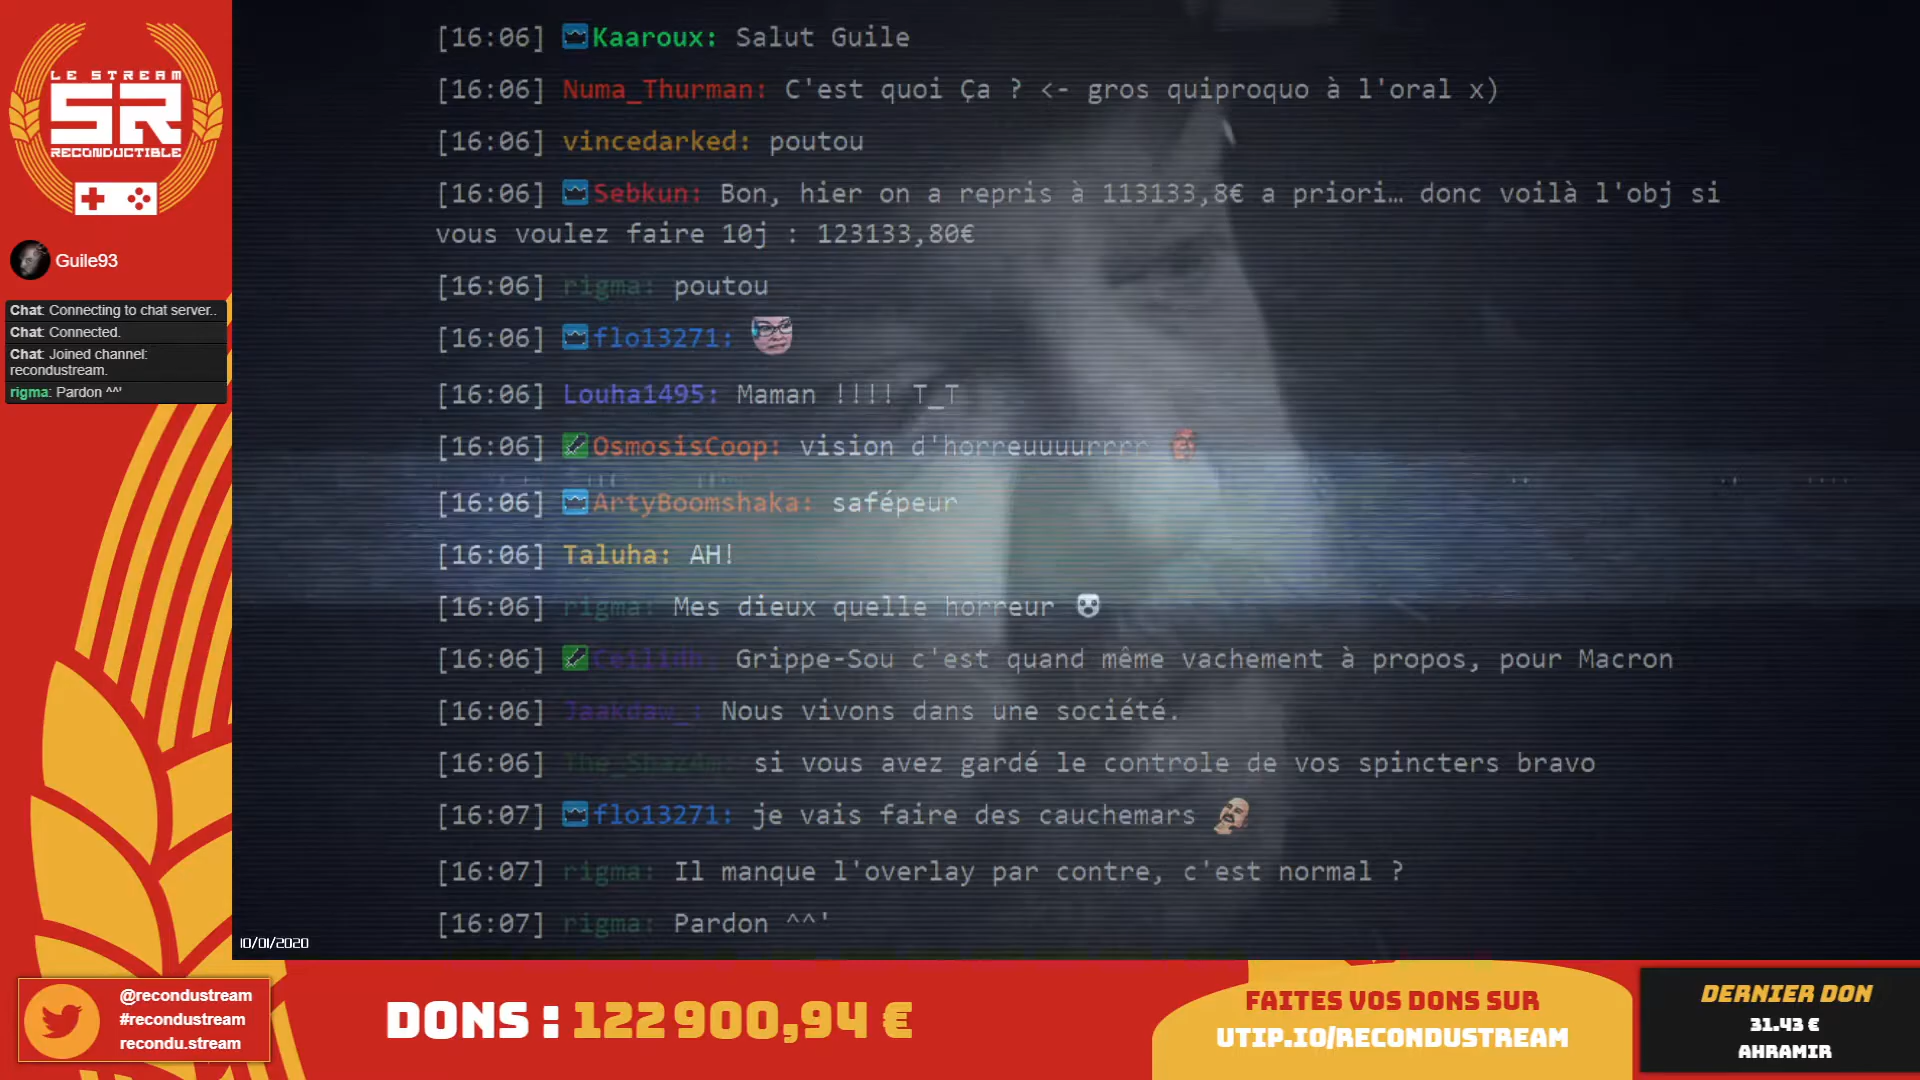 LE STREAM
SR
RECONDUCTIBLE
Guile93
Chat: Connecting to chat server..
Chat: Connected.
Chat: Joined channel:
recondustream.
rigma: Pardon ^^'
[16:06] Kaaroux: Salut Guile
[16:06] Numa_Thurman: C'est quoi Ça ? <- gros quiproquo à l'oral x)
[16:06] vincedarked: poutou
[16:06] Sebkun: Bon, hier on a repris à 113133,8€ a priori… donc voilà l'obj si
vous voulez faire 10j : 123133,80€
[16:06] rigma: poutou
[16:06] flo13271:
[16:06] Louha1495: Maman !!!! T_T
[16:06] OsmosisCoop: vision d'horreuuuurrrr
[16:06] ArtyBoomshaka: safépeur
[16:06] Taluha: AH!
[16:06] rigma: Mes dieux quelle horreur
[16:06] Ceilidh: Grippe-Sou c'est quand même vachement à propos, pour Macron
[16:06] Jaakdaw_: Nous vivons dans une société.
[16:06] The_Shaz4m: si vous avez gardé le controle de vos spincters bravo
[16:07] flo13271: je vais faire des cauchemars
[16:07] rigma: Il manque l'overlay par contre, c'est normal ?
[16:07] rigma: Pardon ^^'
10/01/2020
@recondustream
#recondustream
recondu.stream
DONS : 122 900,94 €
FAITES VOS DONS SUR
UTIP.IO/RECONDUSTREAM
DERNIER DON
31.43 €
AHRAMIR